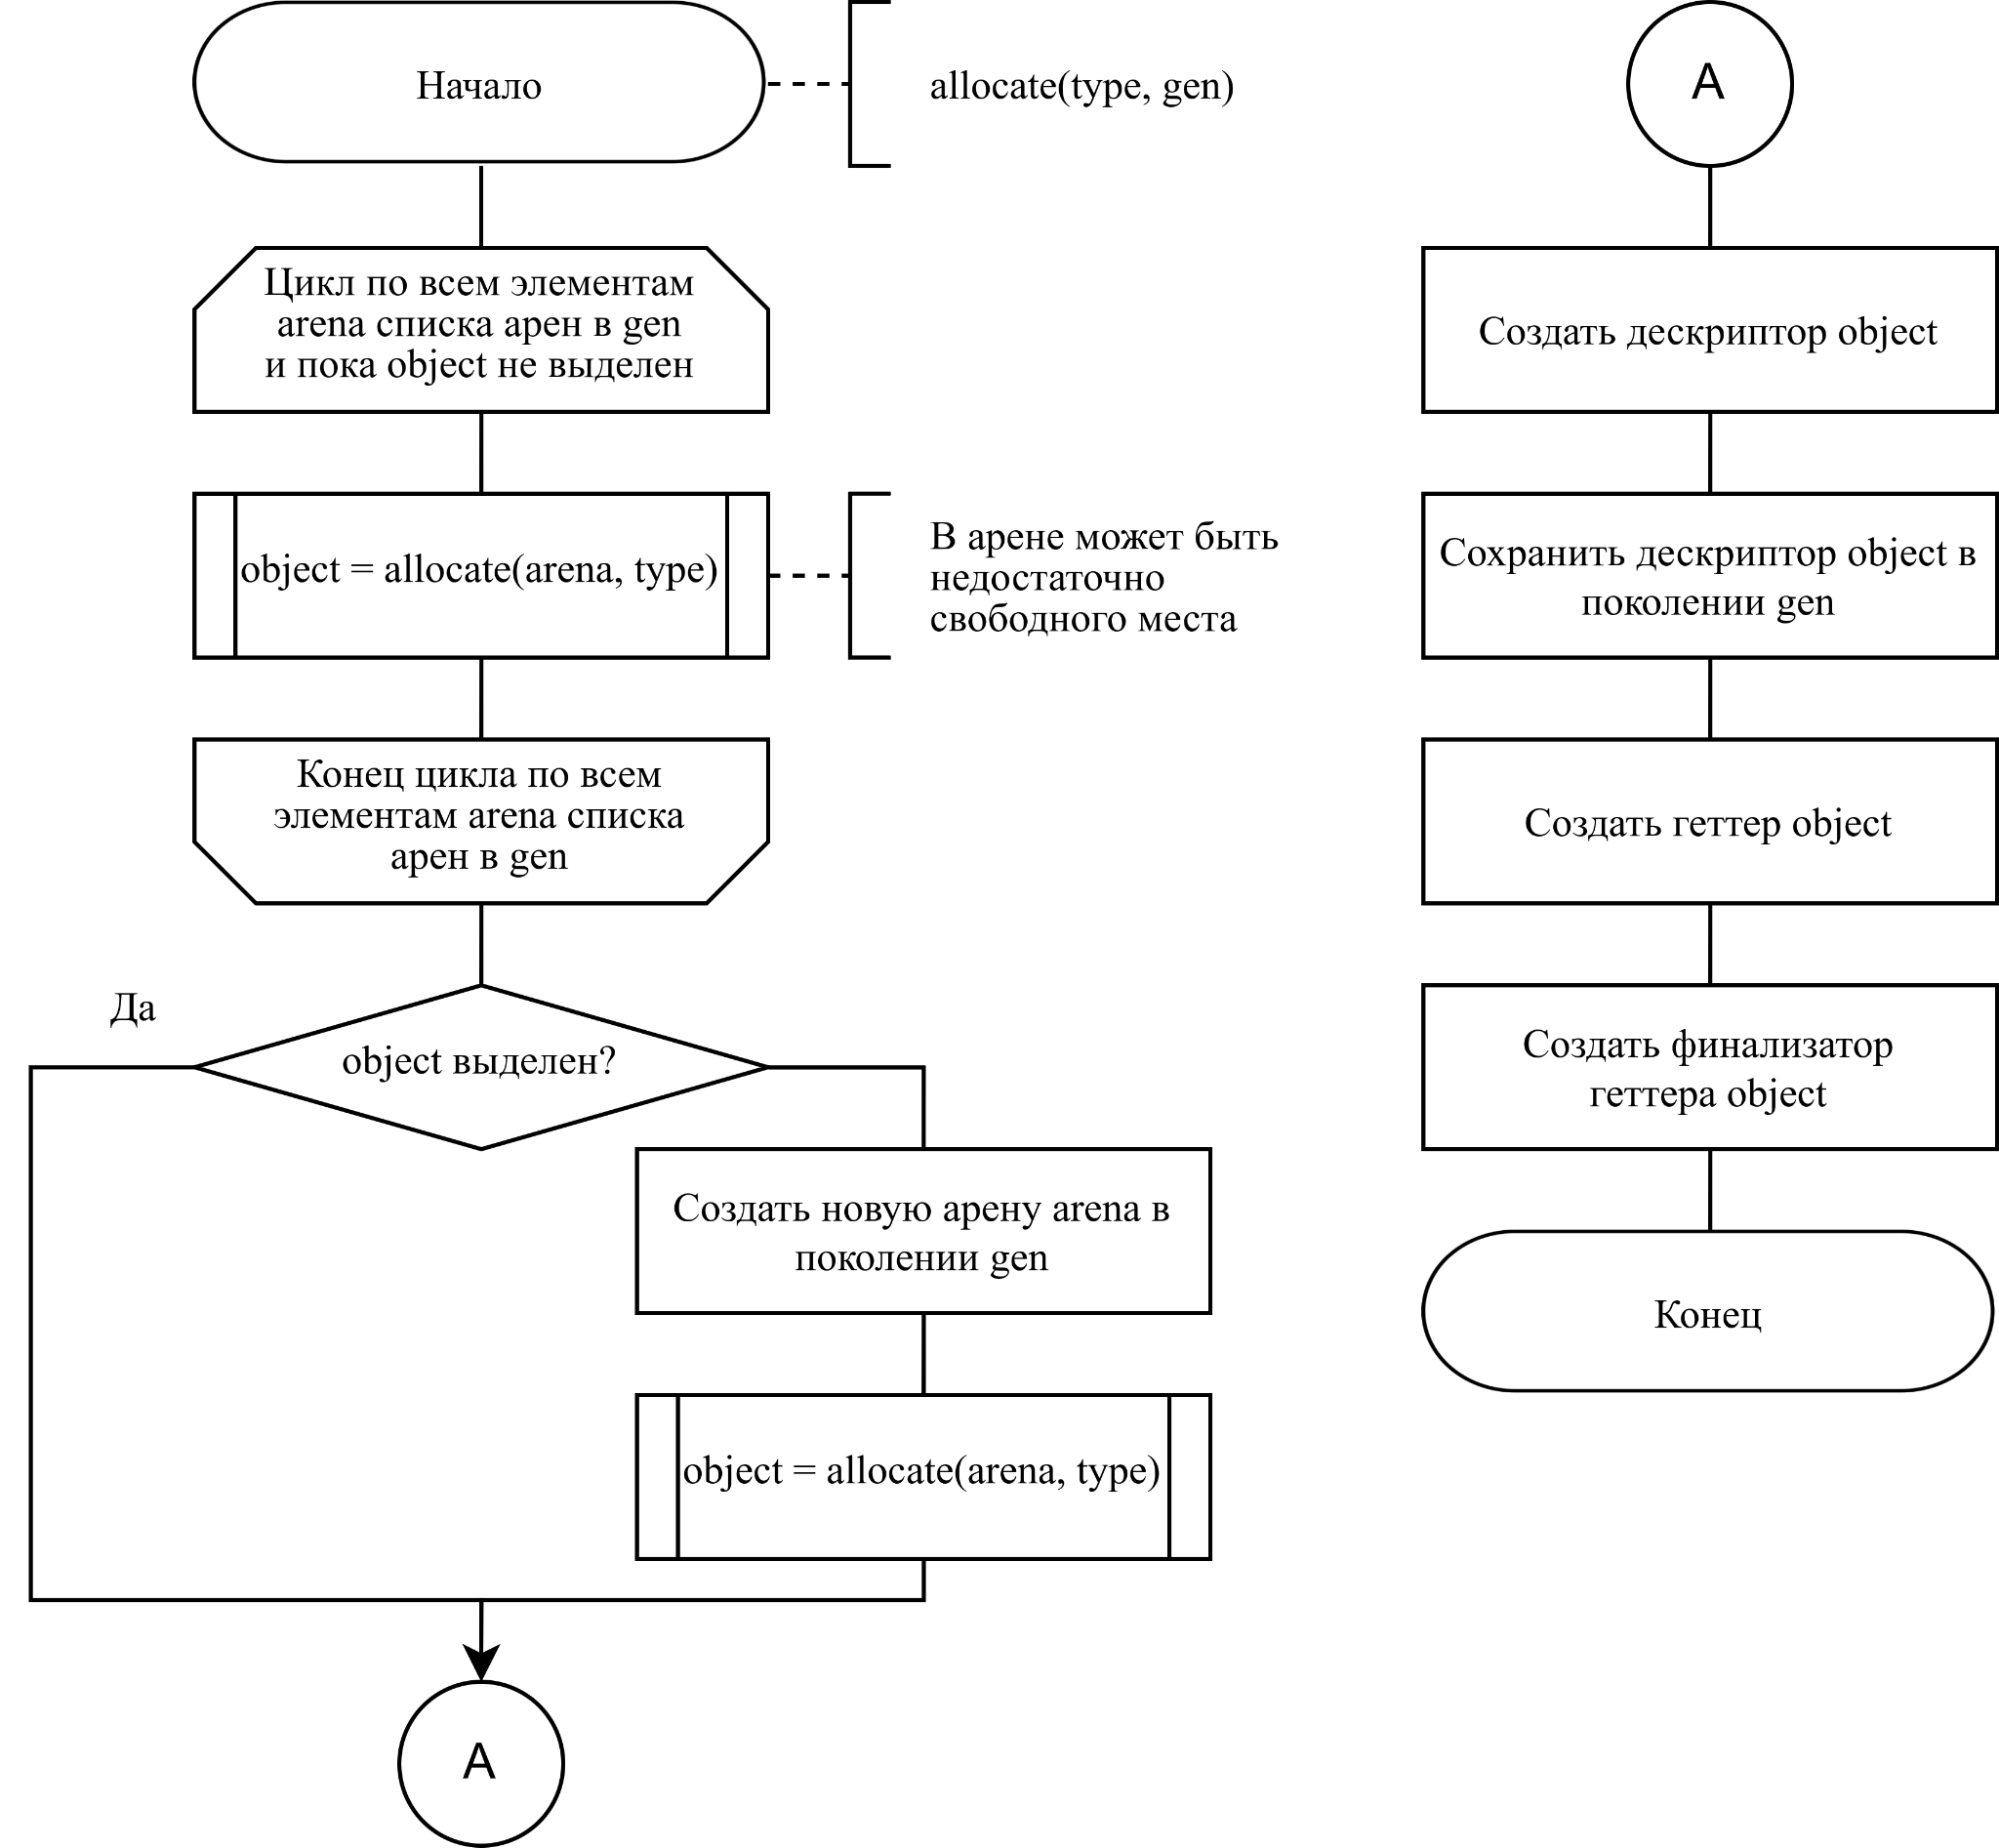 Начало
allocate(type, gen)
Цикл по всем элементам
arena списка арен в gen
и пока object не выделен
object = allocate(arena, type)
В арене может быть
недостаточно
свободного места
Конец цикла по всем
элементам arena списка
арен в gen
Да
object выделен?
Создать новую арену arena в
поколении gen
object = allocate(arena, type)
A
A
Создать дескриптор object
Сохранить дескриптор object в
поколении gen
Создать геттер object
Создать финализатор
геттера object
Конец